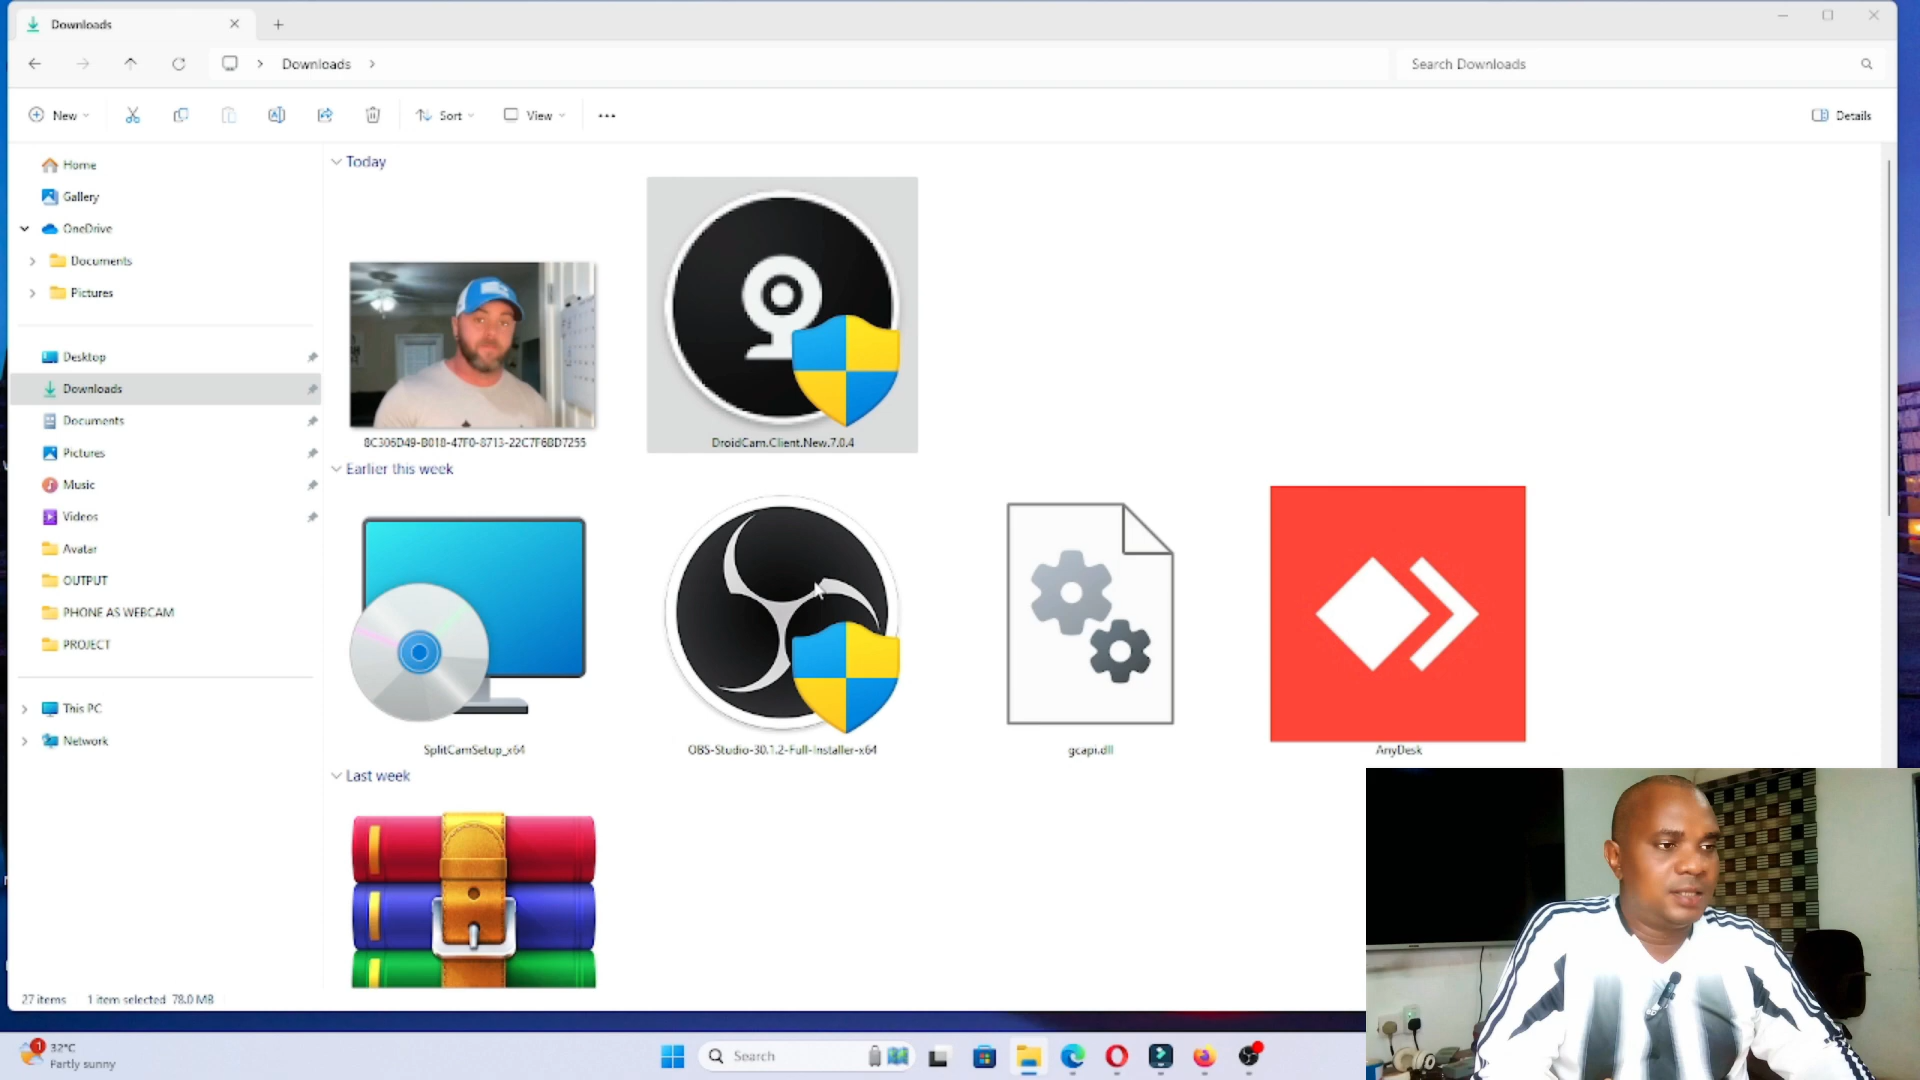 Downloads
Downloads
Search Downloads
New
Sort
View
Details
Home
Gallery
OneDrive
Documents
Pictures
Desktop
Downloads
Documents
Pictures
Music
Videos
Avatar
OUTPUT
PHONE AS WEBCAM
PROJECT
This PC
Network
Today
8C306D49-B018-47F0-8713-22C7F6BD7255
DroidCam.Client.New.7.0.4
Earlier this week
SplitCamSetup_x64
OBS-Studio-30.1.2-Full-Installer-x64
gcapi.dll
AnyDesk
Last week
27 items 1 item selected 78.0 MB
1
32°C
Partly sunny
Search